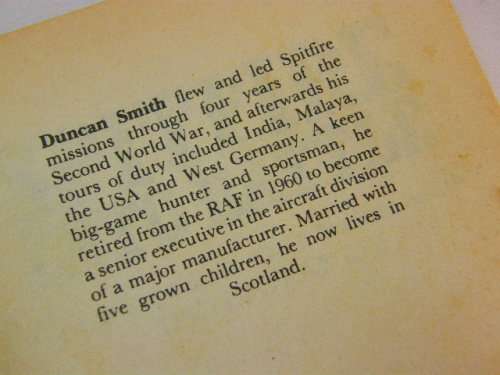 Duncan Smith flew and led Spitfire
missions through four years of the
Second World War, and afterwards his
tours of duty included India, Malaya,
the USA and West Germany. A keen
big-game hunter and sportsman, he
retired from the RAF in 1960 to become
a senior executive in the aircraft division
of a major manufacturer. Married with
five grown children, he now lives in
Scotland.